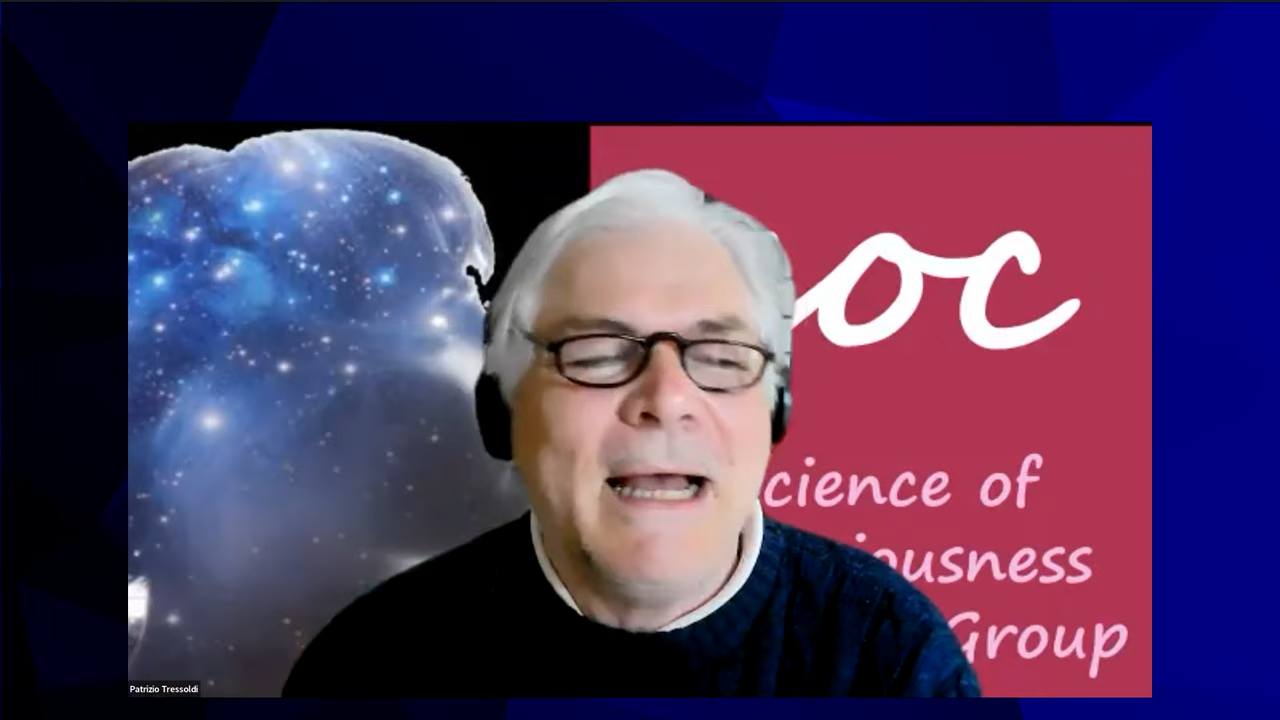 oc
cience of
iousness
Group
Patrizio Tressoldi